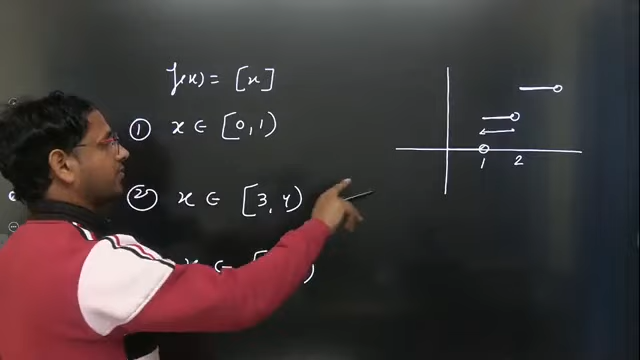 f(x) = [x]
① x ∈ [0, 1)
② x ∈ [3, 4)
x ∈ [ )
1 2